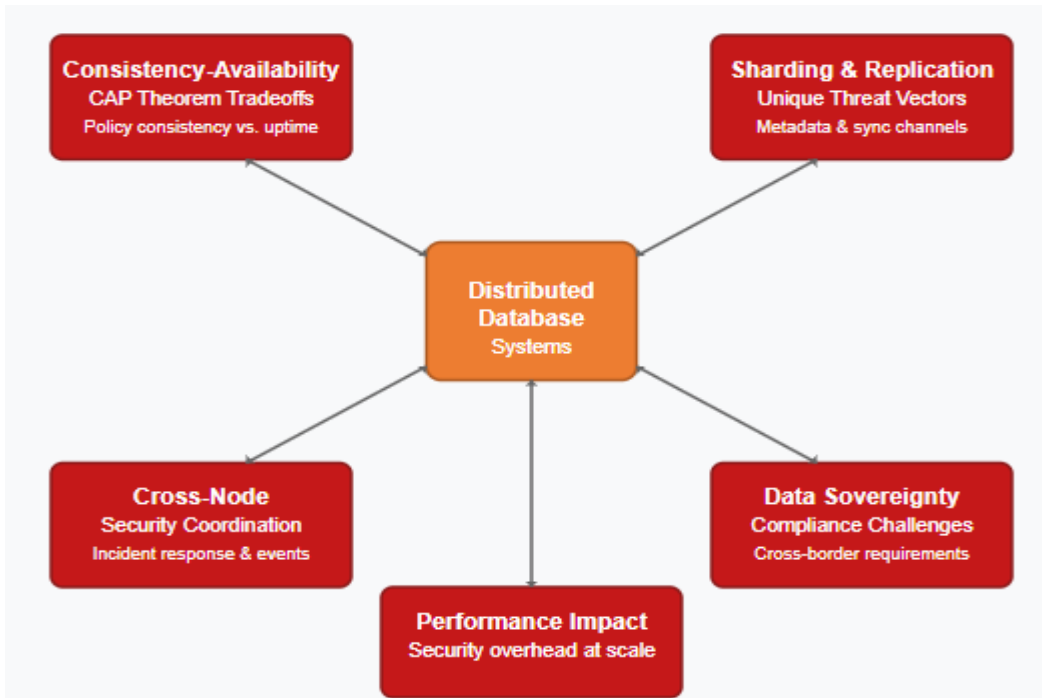 Consistency-Availability
CAP Theorem Tradeoffs
Policy consistency vs. uptime
Sharding & Replication
Unique Threat Vectors
Metadata & sync channels
Distributed
Database
Systems
Cross-Node
Security Coordination
Incident response & events
Data Sovereignty
Compliance Challenges
Cross-border requirements
Performance Impact
Security overhead at scale